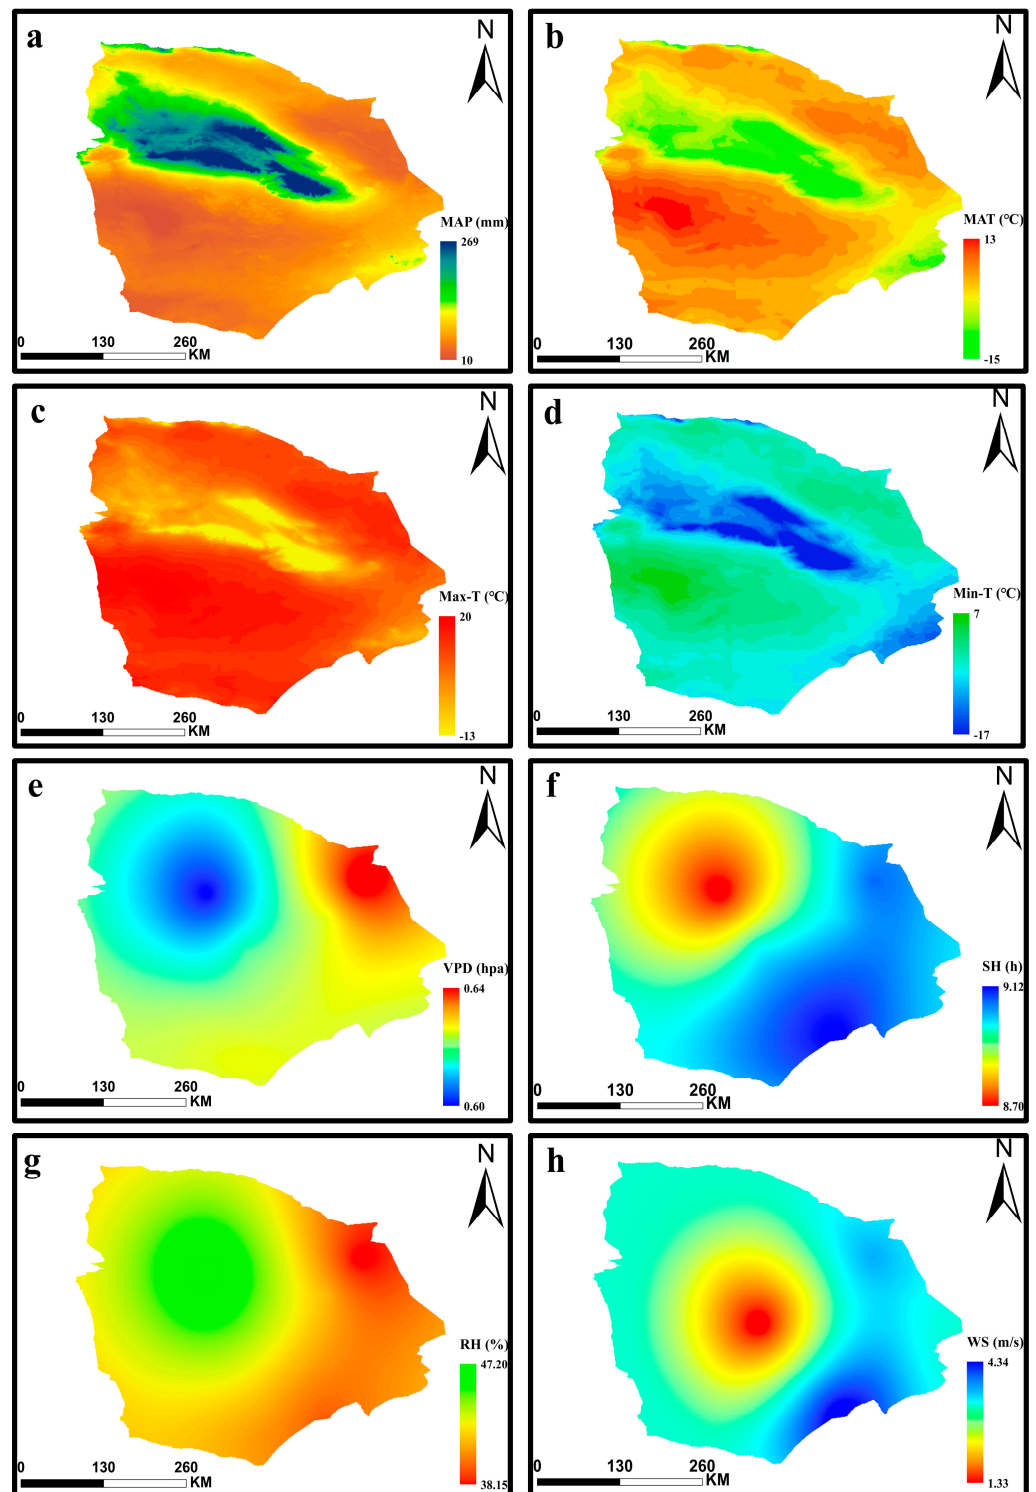 a
N
MAP (mm)
269
10
0 130 260
KM
b
N
MAT (℃)
13
-15
0 130 260
KM
c
N
Max-T (℃)
20
-13
0 130 260
KM
d
N
Min-T (℃)
7
-17
0 130 260
KM
e
N
VPD (hpa)
0.64
0.60
0 130 260
KM
f
N
SH (h)
9.12
8.70
0 130 260
KM
g
N
RH (%)
47.20
38.15
0 130 260
KM
h
N
WS (m/s)
4.34
1.33
0 130 260
KM